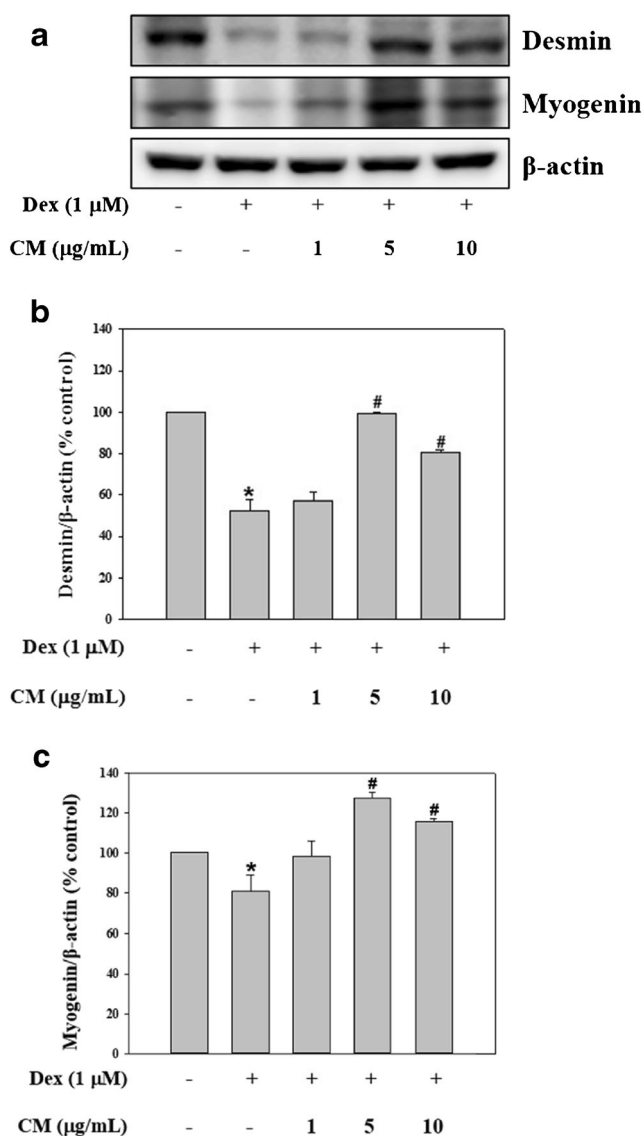 a
Desmin
Myogenin
β-actin
Dex (1 μM) - + + + +
CM (μg/mL) - - 1 5 10
b
Desmin/β-actin (% control)
140
120
100
80
60
40
20
0
* # #
Dex (1 μM) - + + + +
CM (μg/mL) - - 1 5 10
c
Myogenin/β-actin (% control)
140
120
100
80
60
40
20
0
* # #
Dex (1 μM) - + + + +
CM (μg/mL) - - 1 5 10